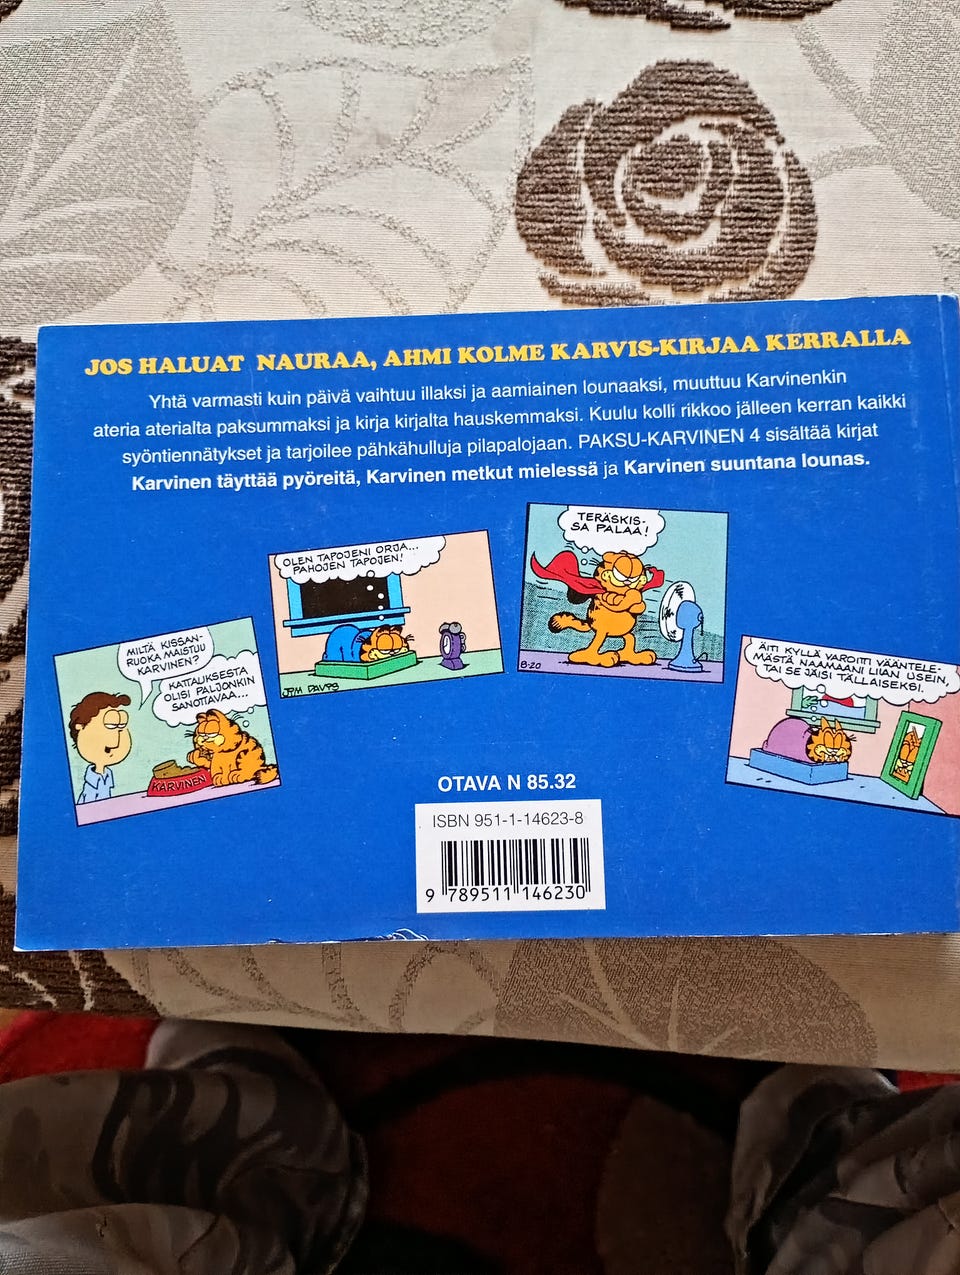 JOS HALUAT NAURAA, AHMI KOLME KARVIS-KIRJAA KERRALLA
Yhtä varmasti kuin päivä vaihtuu illaksi ja aamiainen lounaaksi, muuttuu Karvinenkin
ateria aterialta paksummaksi ja kirja kirjalta hauskemmaksi. Kuulu kolli rikkoo jälleen kerran kaikki
syöntiennätykset ja tarjoilee pähkähulluja pilapalojaan. PAKSU-KARVINEN 4 sisältää kirjat
Karvinen täyttää pyöreitä, Karvinen metkut mielessä ja Karvinen suuntana lounas.
MILTÄ KISSAN-
RUOKA MAISTUU
KARVINEN?
KATTAUKSESTA
OLISI PALJONKIN
SANOTTAVAA...
KARVINEN
OLEN TAPOJENI ORJA...
PAHOJEN TAPOJEN!
JIM DAVIS
TERÄSKIS-
SA PALAA!
8-20
ÄITI KYLLÄ VAROITTI VÄÄNTELE-
MÄSTÄ NAAMAANI LIIAN USEIN,
TAI SE JÄISI TÄLLAISEKSI.
OTAVA N 85.32
ISBN 951-1-14623-8
9 789511 146230